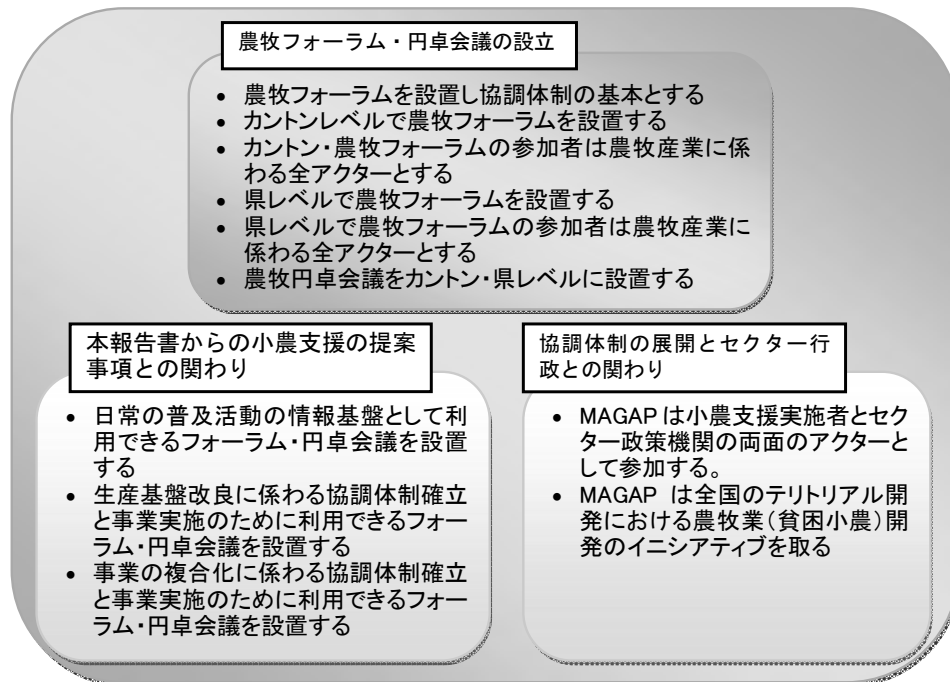 農牧フォーラム・円卓会議の設立
• 農牧フォーラムを設置し協調体制の基本とする
• カントンレベルで農牧フォーラムを設置する
• カントン・農牧フォーラムの参加者は農牧産業に係
わる全アクターとする
• 県レベルで農牧フォーラムを設置する
• 県レベルで農牧フォーラムの参加者は農牧産業に
係わる全アクターとする
• 農牧円卓会議をカントン・県レベルに設置する
本報告書からの小農支援の提案
事項との関わり
• 日常の普及活動の情報基盤として利
用できるフォーラム・円卓会議を設置
する
• 生産基盤改良に係わる協調体制確立
と事業実施のために利用できるフォー
ラム・円卓会議を設置する
• 事業の複合化に係わる協調体制確立
と事業実施のために利用できるフォー
ラム・円卓会議を設置する
協調体制の展開とセクター行
政との関わり
• MAGAP は小農支援実施者とセク
ター政策機関の両面のアクターと
して参加する。
• MAGAP は全国のテリトリアル開
発における農牧業(貧困小農)開
発のイニシアティブを取る